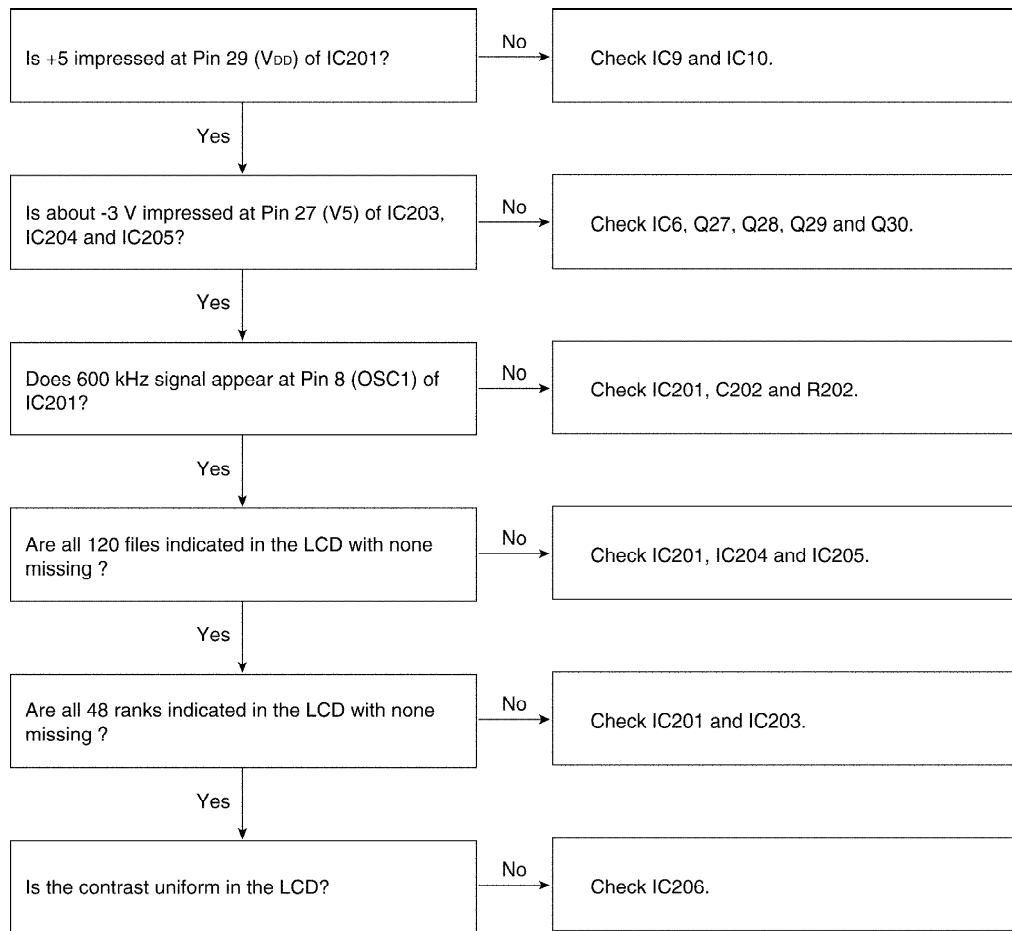 Is +5 impressed at Pin 29 (VDD) of IC201?
No
Check IC9 and IC10.
Yes
Is about -3 V impressed at Pin 27 (V5) of IC203,
IC204 and IC205?
No
Check IC6, Q27, Q28, Q29 and Q30.
Yes
Does 600 kHz signal appear at Pin 8 (OSC1) of
IC201?
No
Check IC201, C202 and R202.
Yes
Are all 120 files indicated in the LCD with none
missing ?
No
Check IC201, IC204 and IC205.
Yes
Are all 48 ranks indicated in the LCD with none
missing ?
No
Check IC201 and IC203.
Yes
Is the contrast uniform in the LCD?
No
Check IC206.